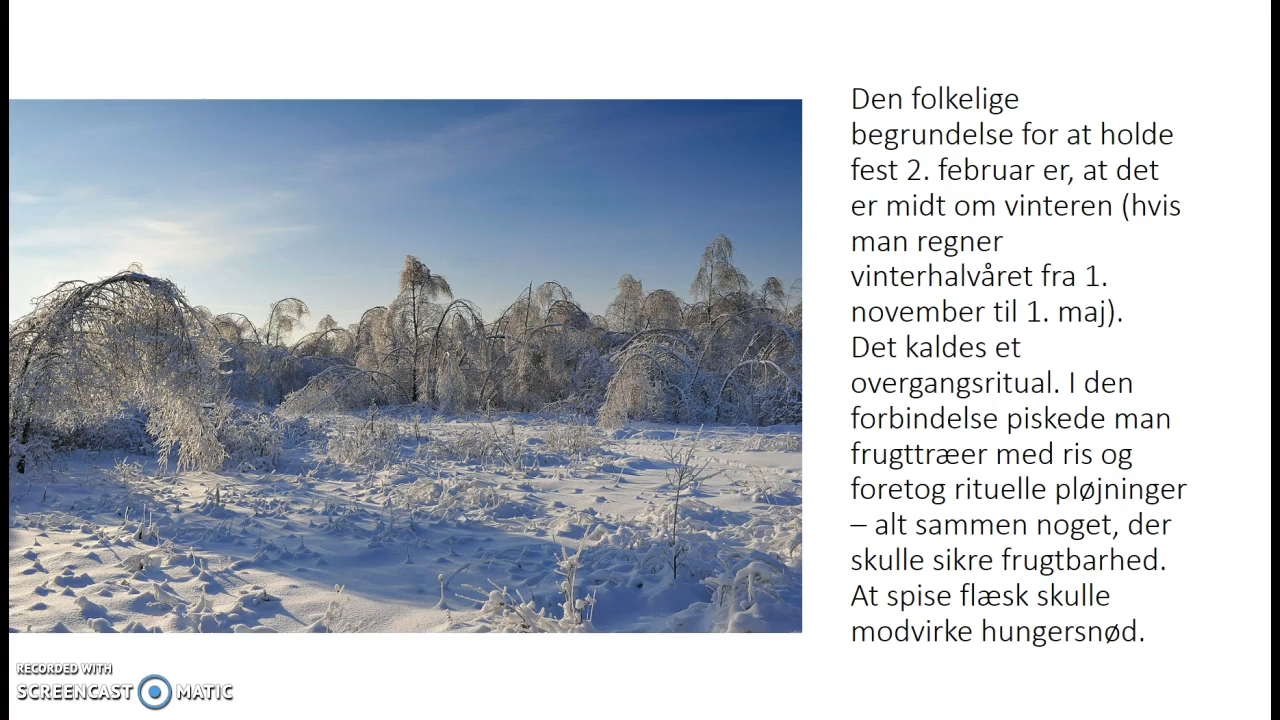 Den folkelige
begrundelse for at holde
fest 2. februar er, at det
er midt om vinteren (hvis
man regner
vinterhalvåret fra 1.
november til 1. maj).
Det kaldes et
overgangsritual. I den
forbindelse piskede man
frugttræer med ris og
foretog rituelle pløjninger
– alt sammen noget, der
skulle sikre frugtbarhed.
At spise flæsk skulle
modvirke hungersnød.
RECORDED WITH
SCREENCAST MATIC